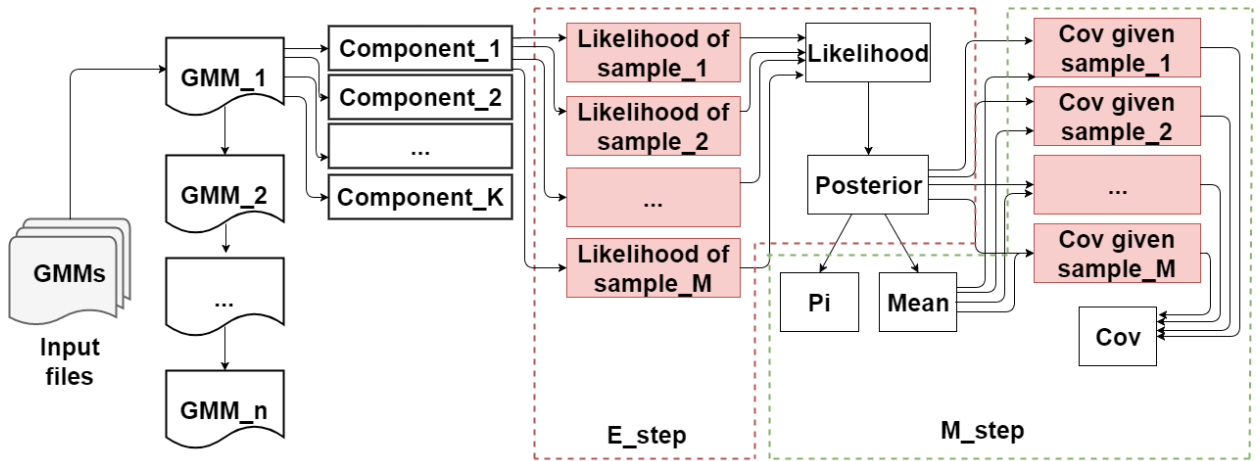 GMMs
Input
files
GMM_1
GMM_2
...
GMM_n
Component_1
Component_2
...
Component_K
Likelihood of
sample_1
Likelihood of
sample_2
...
Likelihood of
sample_M
E_step
Likelihood
Posterior
Pi
Mean
Cov given
sample_1
Cov given
sample_2
...
Cov given
sample_M
Cov
M_step